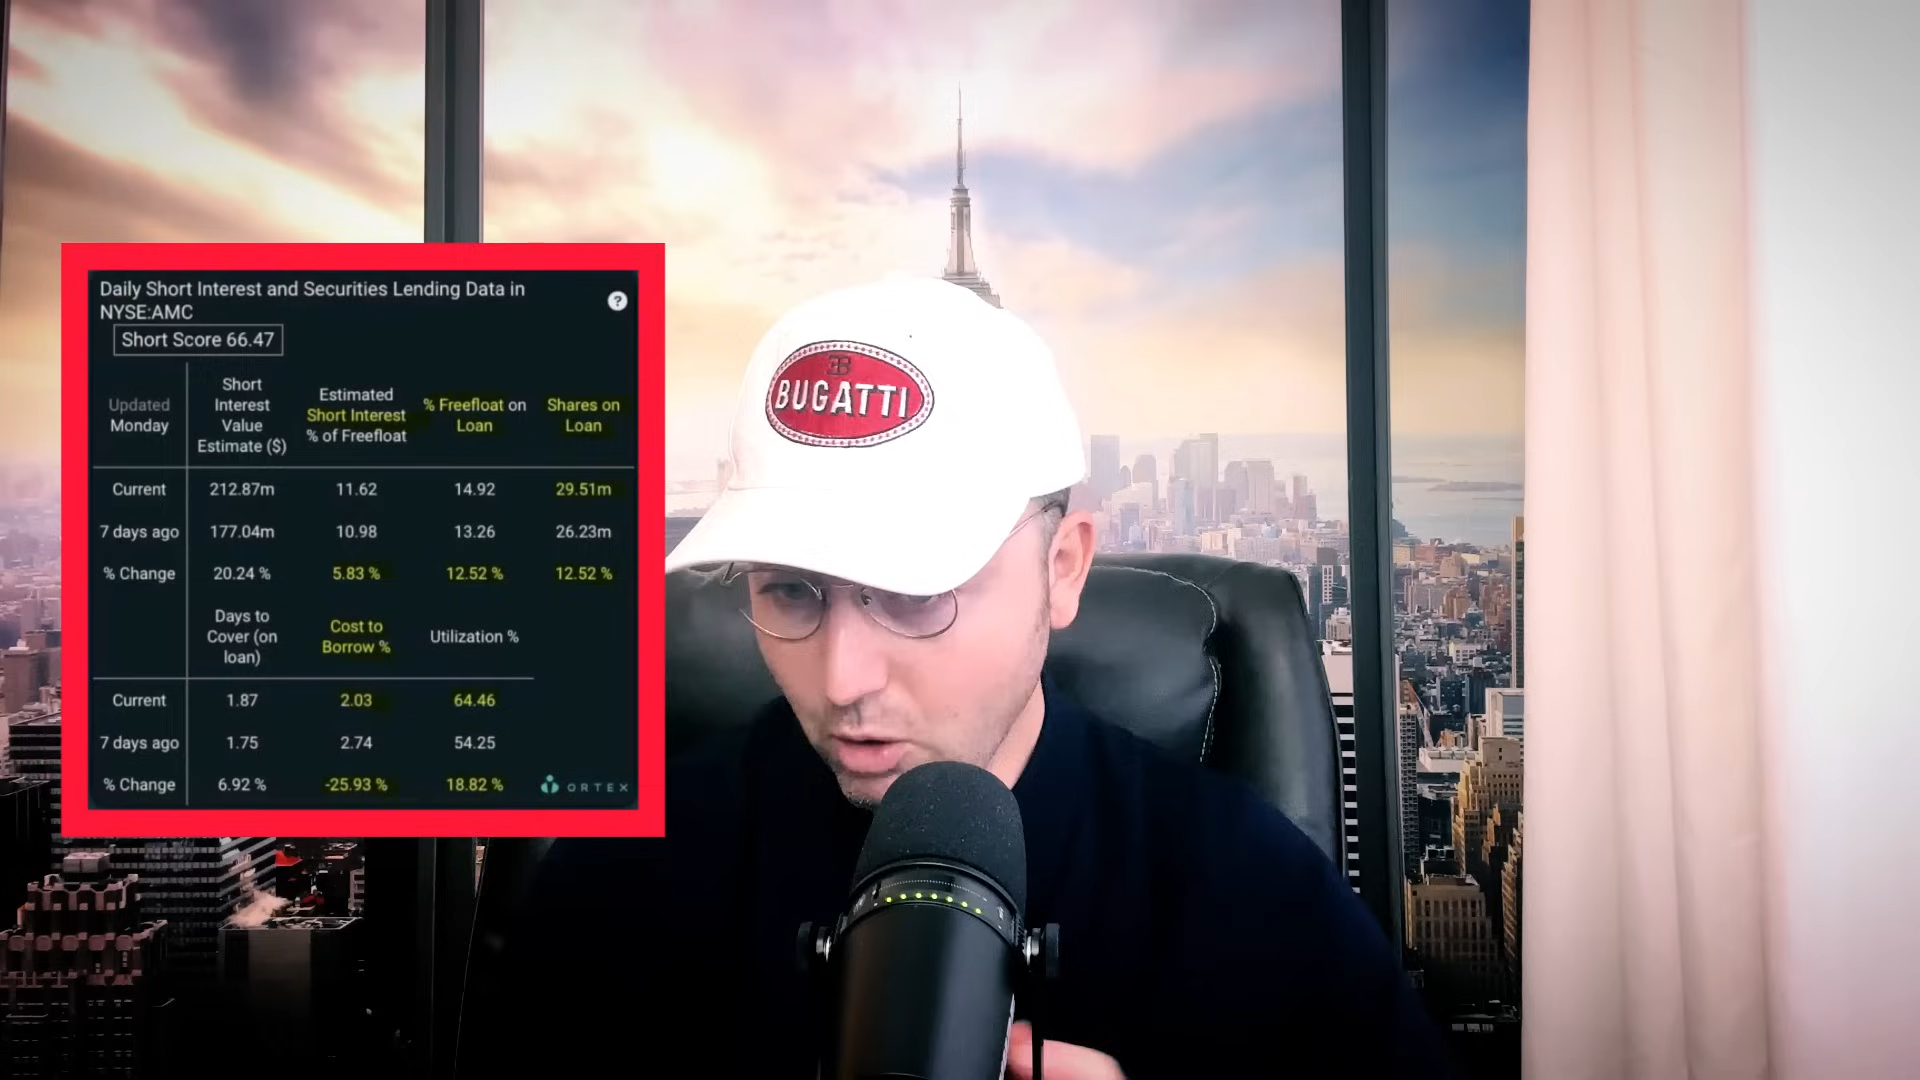 Daily Short Interest and Securities Lending Data in
NYSE:AMC
?
Short Score 66.47
Updated
Monday
Short
Interest
Value
Estimate ($)
Estimated
Short Interest
% of Freefloat
% Freefloat on
Loan
Shares on
Loan
Current 212.87m 11.62 14.92 29.51m
7 days ago 177.04m 10.98 13.26 26.23m
% Change 20.24 % 5.83 % 12.52 % 12.52 %
Days to
Cover (on
loan)
Cost to
Borrow %
Utilization %
Current 1.87 2.03 64.46
7 days ago 1.75 2.74 54.25
% Change 6.92 % -25.93 % 18.82 %
ORTEX
EB
BUGATTI